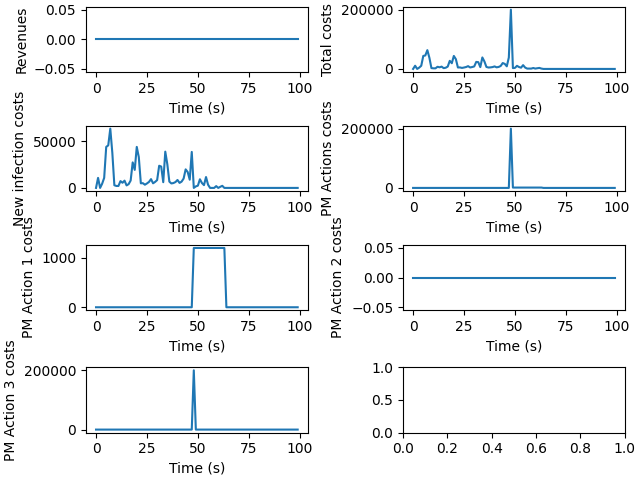 Revenues
0.05
0.00
−0.05
0 25 50 75 100
Time (s)
Total costs
200000
0
0 25 50 75 100
Time (s)
New infection costs
50000
0
0 25 50 75 100
Time (s)
PM Actions costs
200000
0
0 25 50 75 100
Time (s)
PM Action 1 costs
1000
0
0 25 50 75 100
Time (s)
PM Action 2 costs
0.05
0.00
−0.05
0 25 50 75 100
Time (s)
PM Action 3 costs
200000
0
0 25 50 75 100
Time (s)
1.0
0.5
0.0
0.0 0.2 0.4 0.6 0.8 1.0